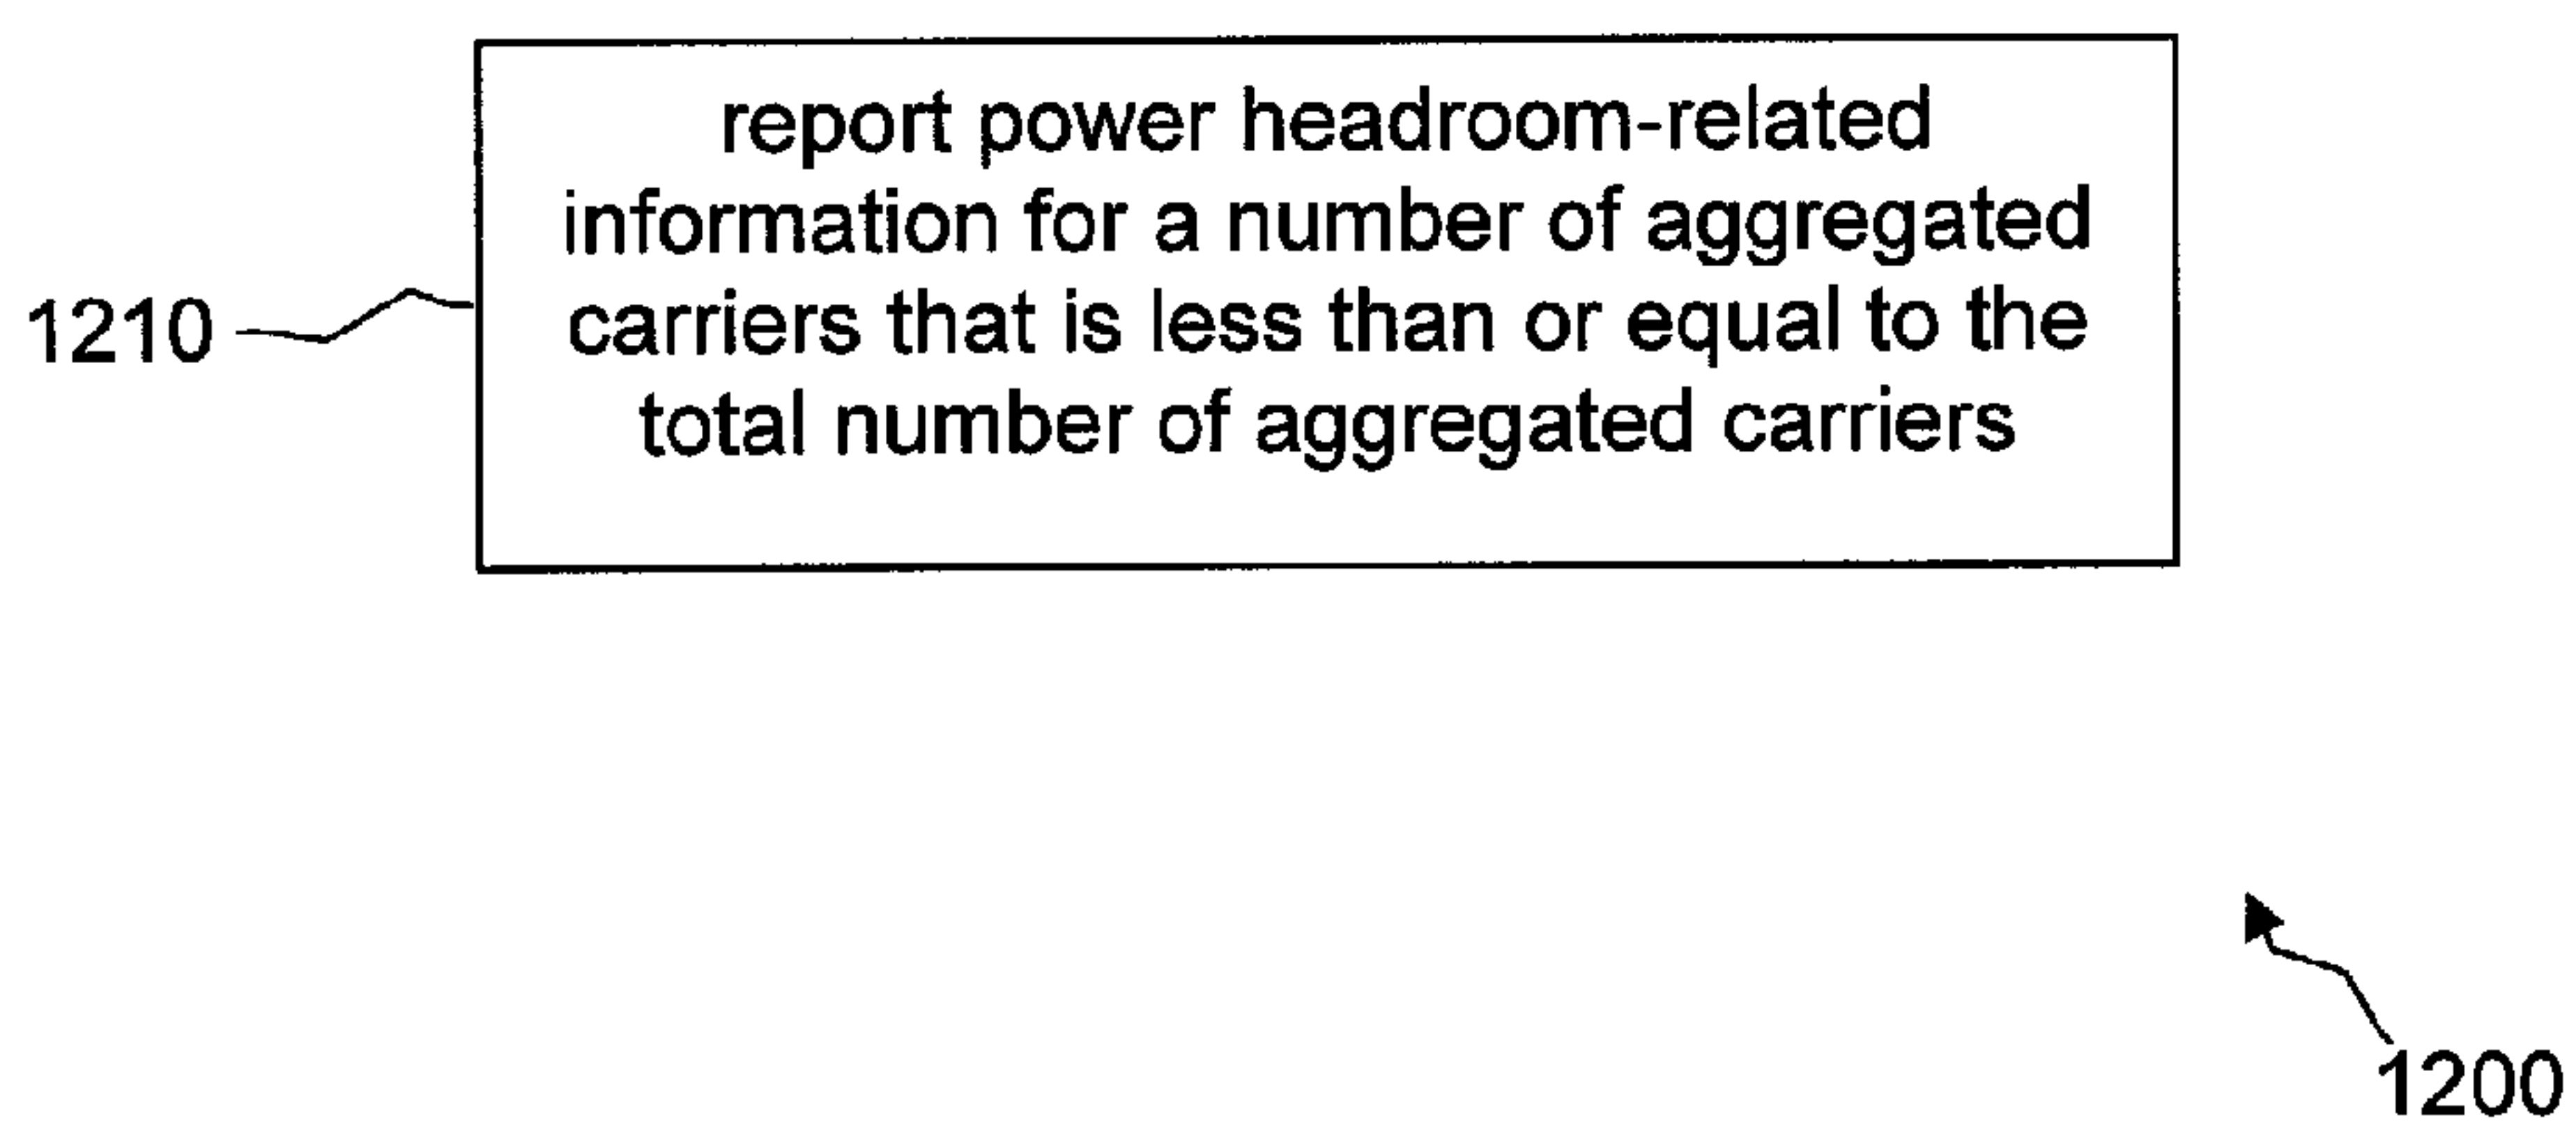 report power headroom-related
information for a number of aggregated
carriers that is less than or equal to the
total number of aggregated carriers
1210
1200